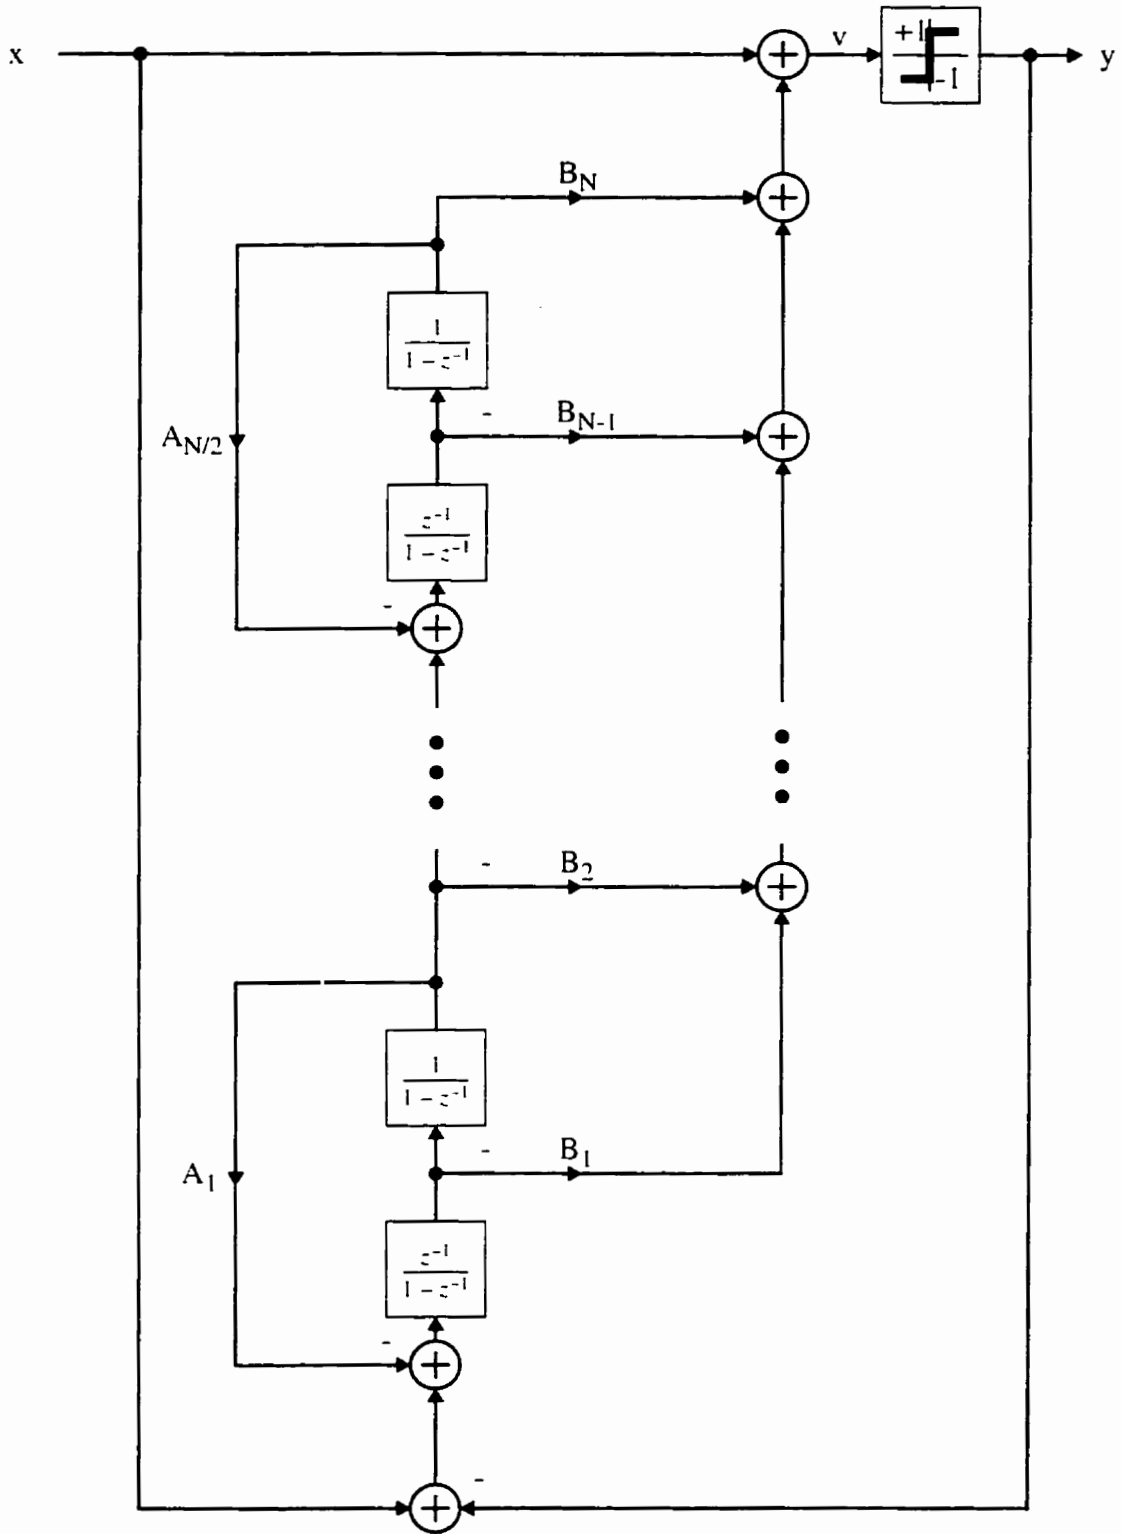 x
v
+1
-1
y
B_N
1
1 - z^-1
- B_N-1
A_N/2
z^-1
1 - z^-1
-
+
- B_2
1
1 - z^-1
- B_1
A_1
z^-1
1 - z^-1
-
+
-
+